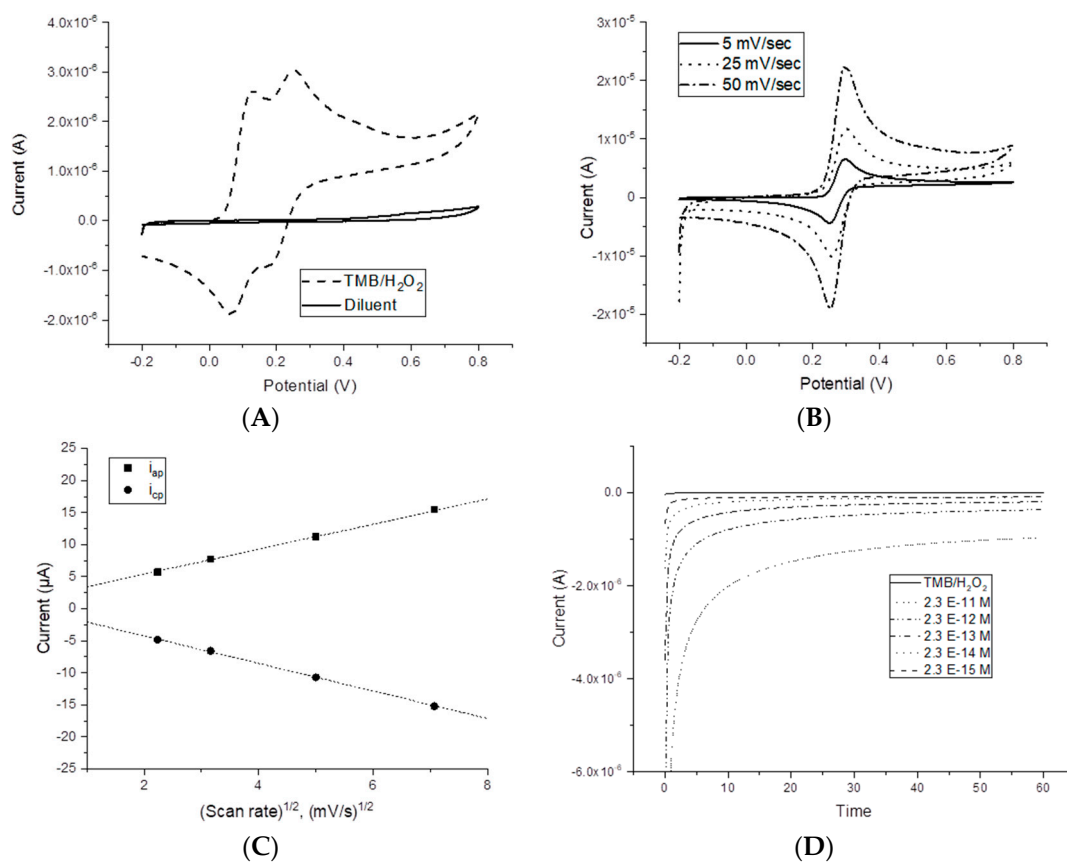 4.0x10⁻⁶
3.0x10⁻⁶
2.0x10⁻⁶
1.0x10⁻⁶
0.0
-1.0x10⁻⁶
-2.0x10⁻⁶
Current (A)
TMB/H₂O₂
Diluent
-0.2 0.0 0.2 0.4 0.6 0.8
Potential (V)
(A)
3x10⁻⁵
2x10⁻⁵
1x10⁻⁵
0
-1x10⁻⁵
-2x10⁻⁵
Current (A)
5 mV/sec
25 mV/sec
50 mV/sec
-0.2 0.0 0.2 0.4 0.6 0.8
Potential (V)
(B)
25
20
15
10
5
0
-5
-10
-15
-20
-25
Current (µA)
i_ap
i_cp
2 4 6 8
(Scan rate)¹/², (mV/s)¹/²
(C)
0.0
-2.0x10⁻⁶
-4.0x10⁻⁶
-6.0x10⁻⁶
Current (A)
TMB/H₂O₂
2.3 E-11 M
2.3 E-12 M
2.3 E-13 M
2.3 E-14 M
2.3 E-15 M
0 10 20 30 40 50 60
Time
(D)